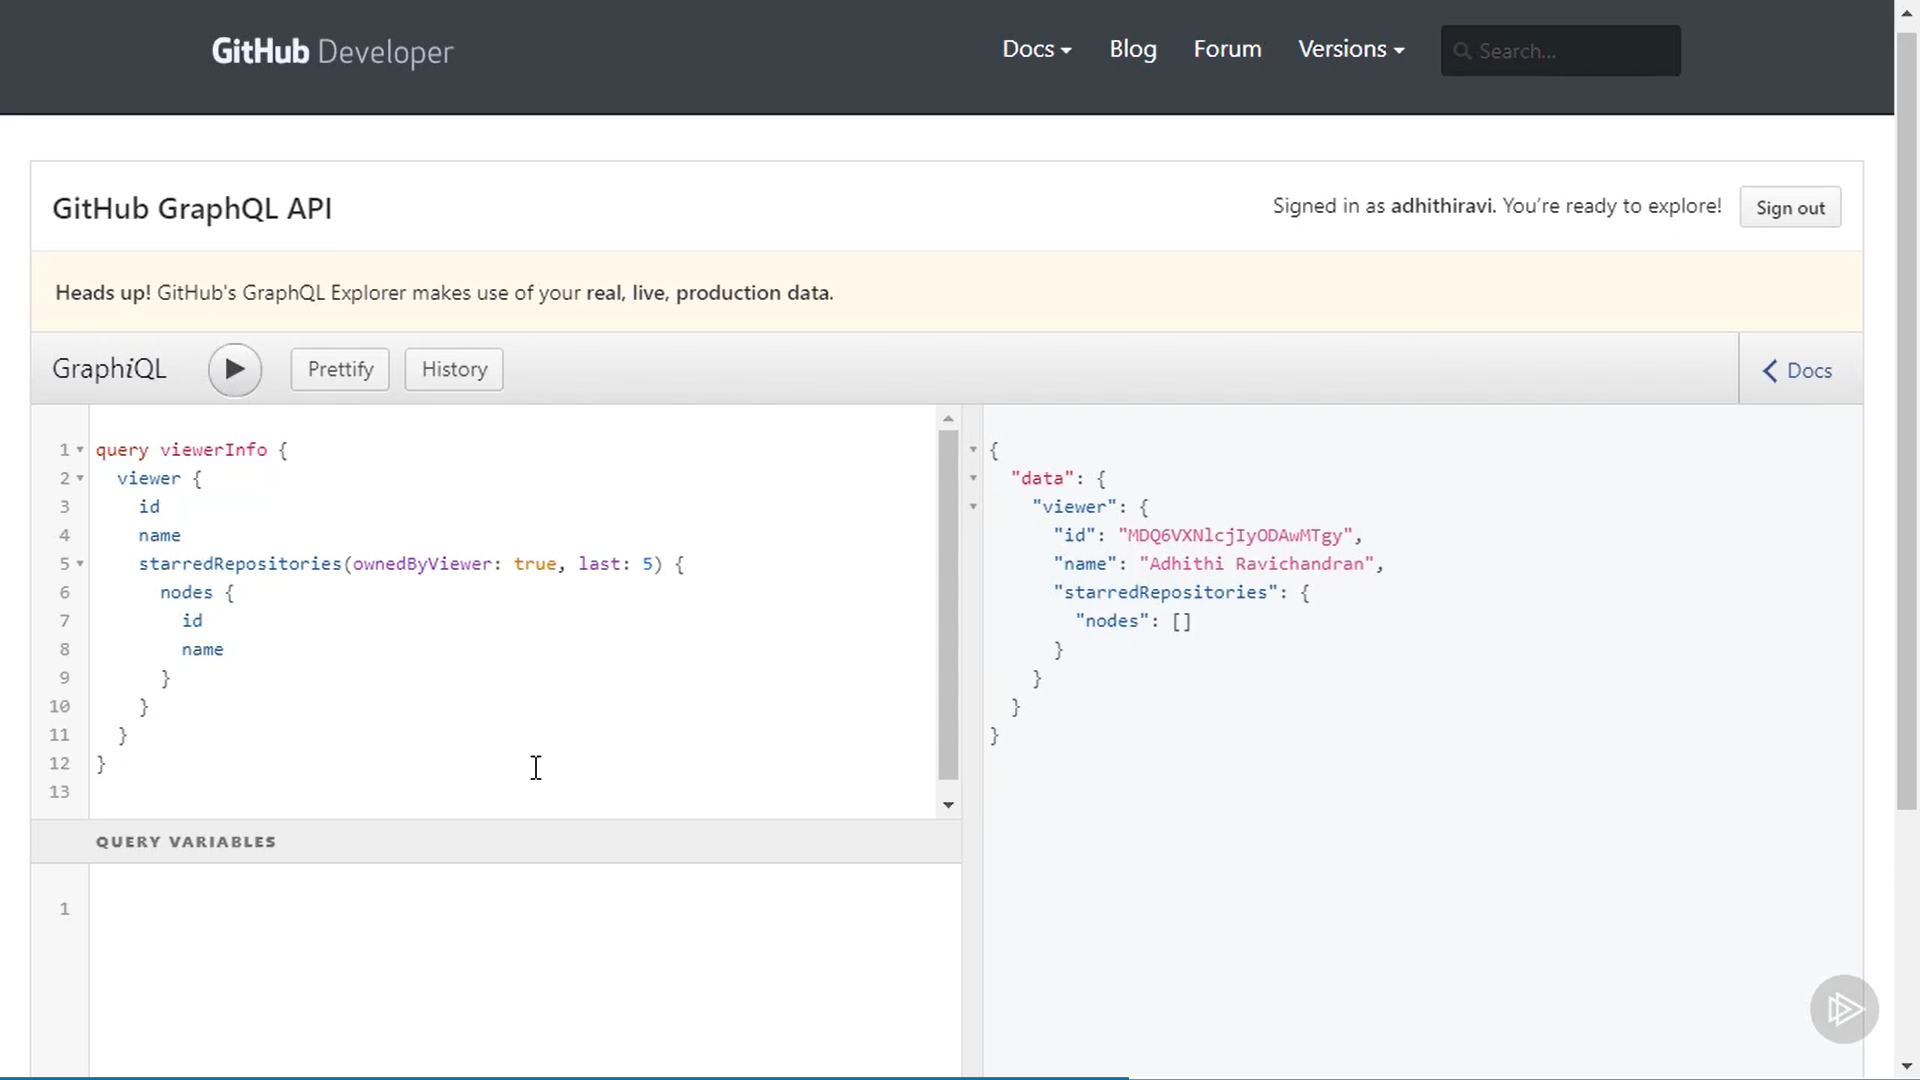 GitHub Developer
Docs
Blog
Forum
Versions
Search...
GitHub GraphQL API
Signed in as adhithiravi. You're ready to explore!
Sign out
Heads up! GitHub's GraphQL Explorer makes use of your real, live, production data.
GraphiQL
Prettify
History
Docs
1 query viewerInfo {
2 viewer {
3 id
4 name
5 starredRepositories(ownedByViewer: true, last: 5) {
6 nodes {
7 id
8 name
9 }
10 }
11 }
12 }
13
QUERY VARIABLES
1
{
"data": {
"viewer": {
"id": "MDQ6VXNlcjIyODAwMTgy",
"name": "Adhithi Ravichandran",
"starredRepositories": {
"nodes": []
}
}
}
}